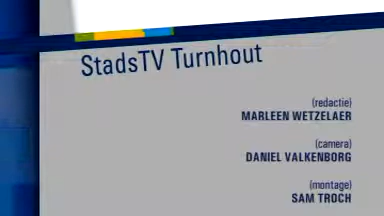 StadsTV Turnhout
(redactie)
MARLEEN WETZELAER
(camera)
DANIEL VALKENBORG
(montage)
SAM TROCH